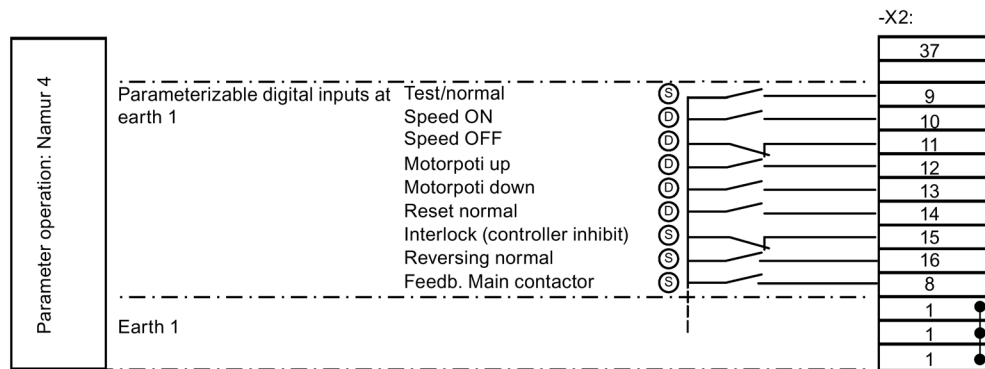 -X2:
37
Parameter operation: Namur 4
Parameterizable digital inputs at
earth 1
Test/normal S 9
Speed ON D 10
Speed OFF D 11
Motorpoti up D 12
Motorpoti down D 13
Reset normal D 14
Interlock (controller inhibit) S 15
Reversing normal S 16
Feedb. Main contactor S 8
1
Earth 1 1
1